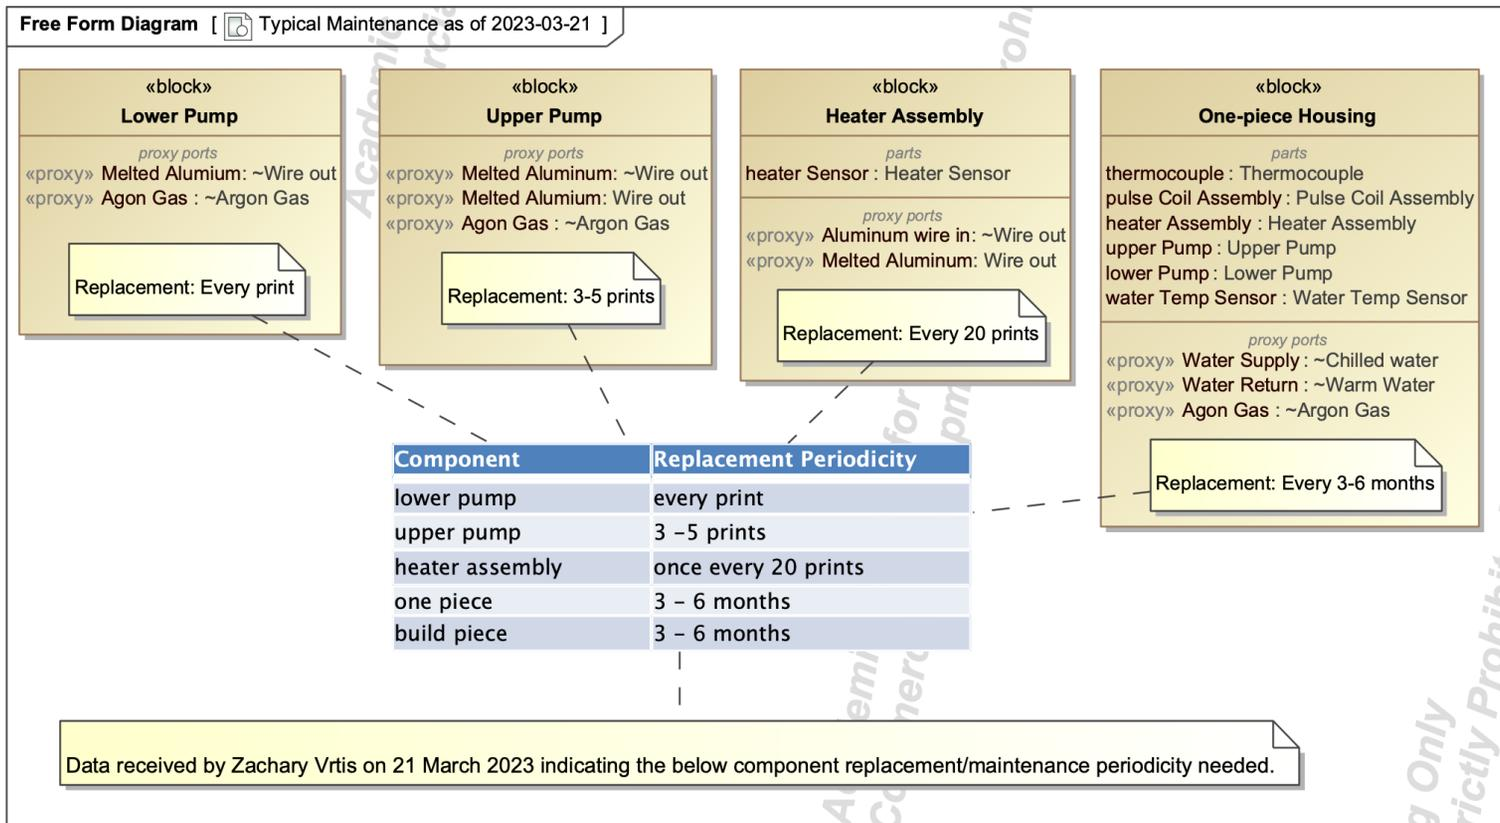 Free Form Diagram [ Typical Maintenance as of 2023-03-21 ]
«block»
Lower Pump
proxy ports
«proxy» Melted Alumium: ~Wire out
«proxy» Agon Gas : ~Argon Gas
Replacement: Every print
«block»
Upper Pump
proxy ports
«proxy» Melted Aluminum: ~Wire out
«proxy» Melted Alumium: Wire out
«proxy» Agon Gas : ~Argon Gas
Replacement: 3-5 prints
«block»
Heater Assembly
parts
heater Sensor : Heater Sensor
proxy ports
«proxy» Aluminum wire in: ~Wire out
«proxy» Melted Aluminum: Wire out
Replacement: Every 20 prints
«block»
One-piece Housing
parts
thermocouple : Thermocouple
pulse Coil Assembly : Pulse Coil Assembly
heater Assembly : Heater Assembly
upper Pump : Upper Pump
lower Pump : Lower Pump
water Temp Sensor : Water Temp Sensor
proxy ports
«proxy» Water Supply : ~Chilled water
«proxy» Water Return : ~Warm Water
«proxy» Agon Gas : ~Argon Gas
Replacement: Every 3-6 months
Component Replacement Periodicity
lower pump every print
upper pump 3 –5 prints
heater assembly once every 20 prints
one piece 3 – 6 months
build piece 3 – 6 months
Data received by Zachary Vrtis on 21 March 2023 indicating the below component replacement/maintenance periodicity needed.
Academic
for
g Only